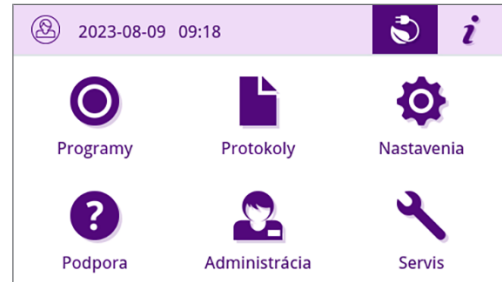 2023-08-09 09:18
Programy Protokoly Nastavenia
Podpora Administrácia Servis